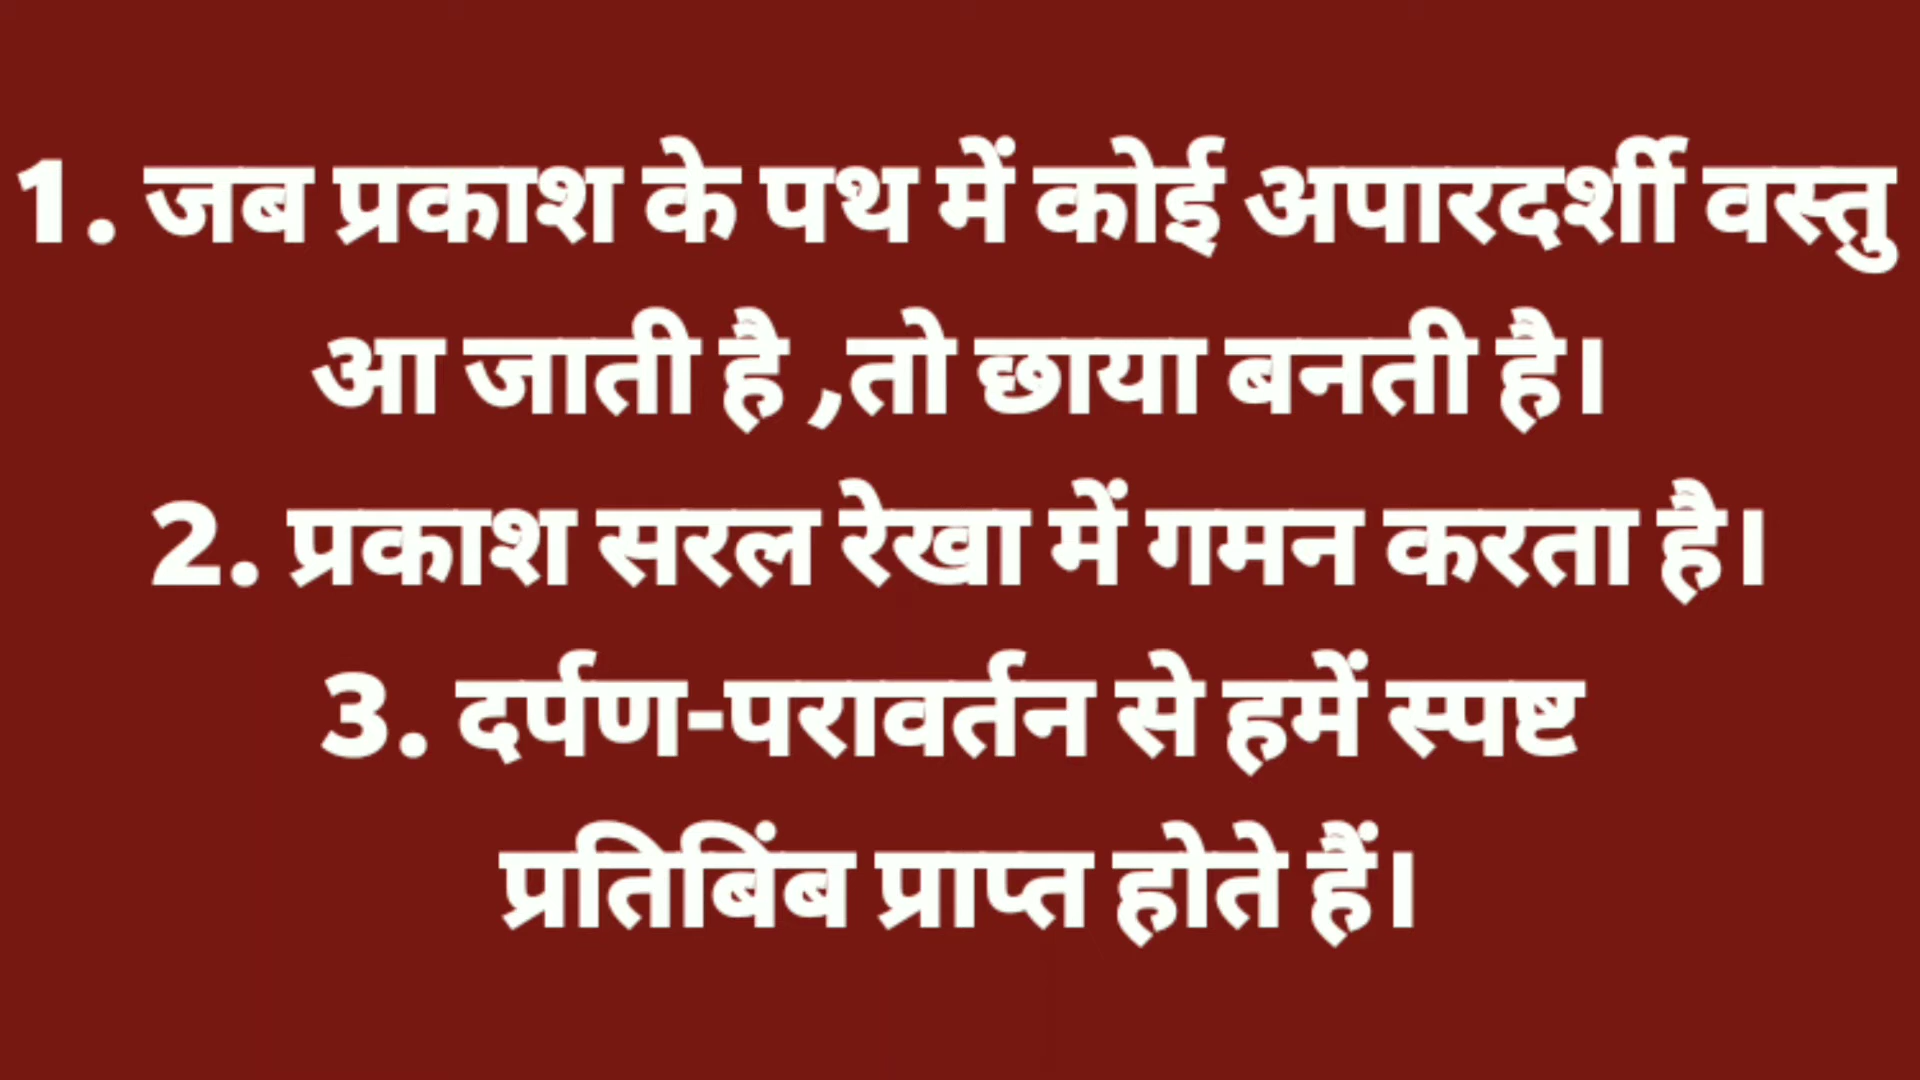 1. जब प्रकाश के पथ में कोई अपारदर्शी वस्तु
आ जाती है ,तो छाया बनती है।
2. प्रकाश सरल रेखा में गमन करता है।
3. दर्पण-परावर्तन से हमें स्पष्ट
प्रतिबिंब प्राप्त होते हैं।